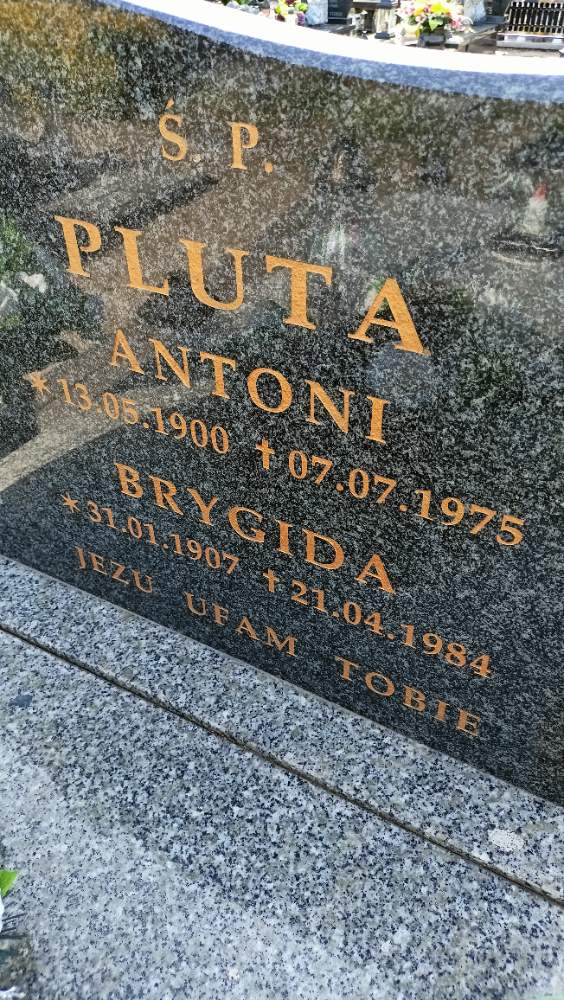 Ś. P.
PLUTA
ANTONI
* 13.05.1900 † 07.07.1975
BRYGIDA
* 31.01.1907 † 21.04.1984
JEZU UFAM TOBIE